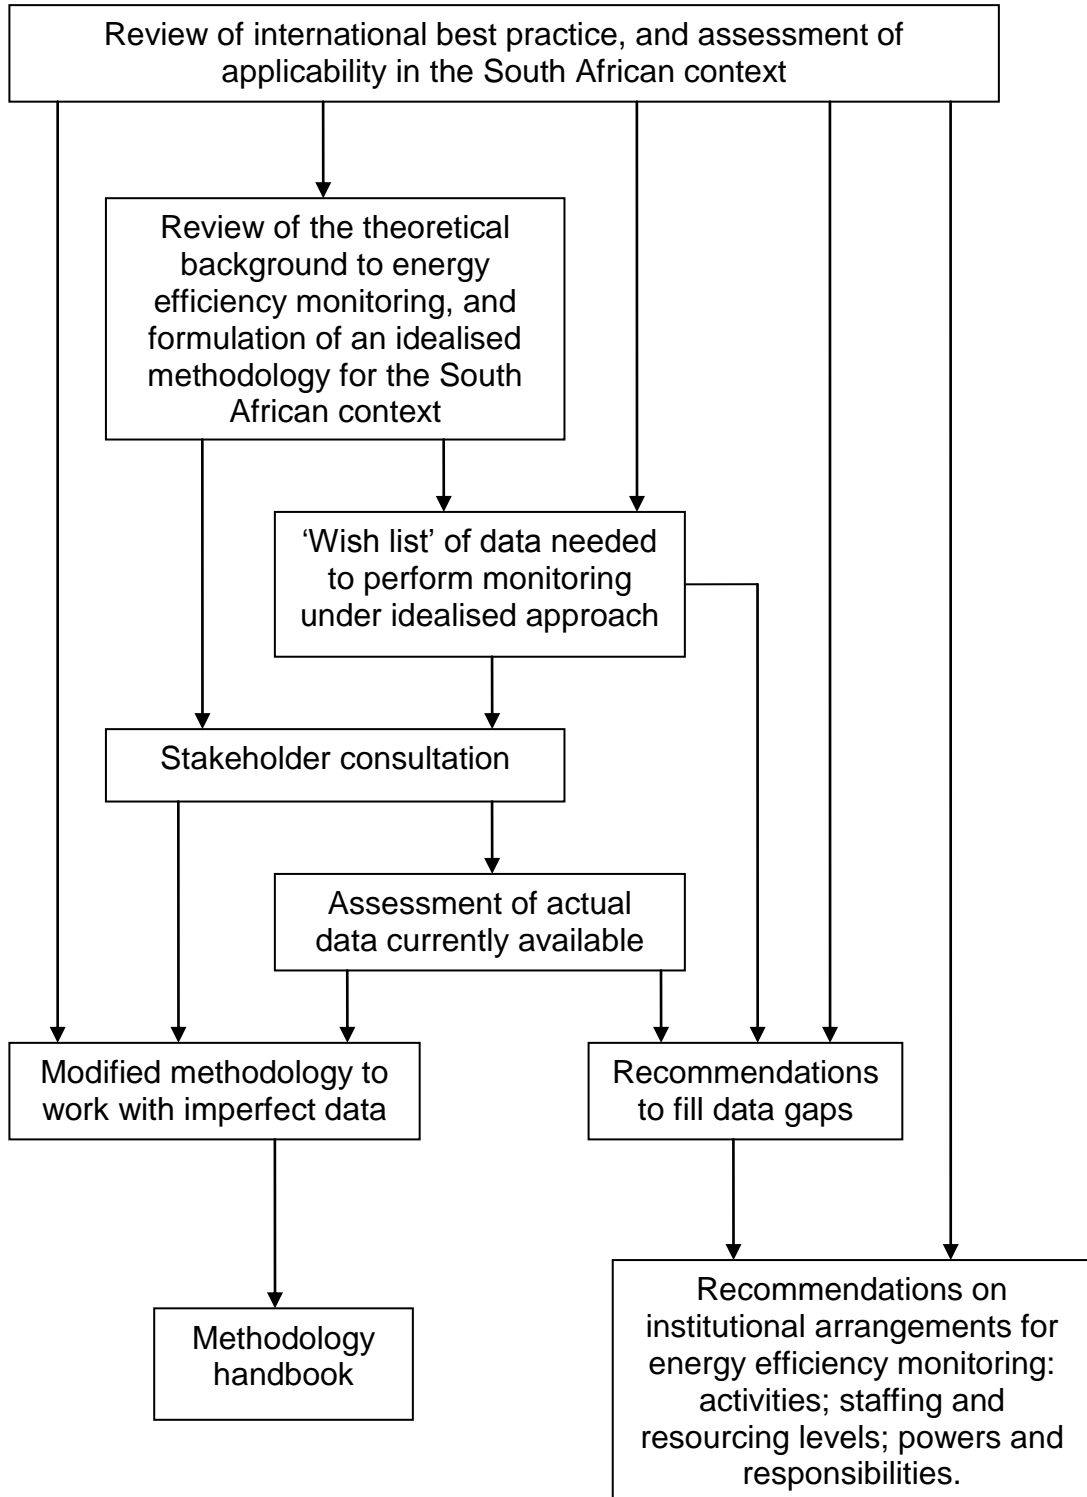 Review of international best practice, and assessment of
applicability in the South African context
Review of the theoretical
background to energy
efficiency monitoring, and
formulation of an idealised
methodology for the South
African context
‘Wish list’ of data needed
to perform monitoring
under idealised approach
Stakeholder consultation
Assessment of actual
data currently available
Modified methodology to
work with imperfect data
Recommendations
to fill data gaps
Methodology
handbook
Recommendations on
institutional arrangements for
energy efficiency monitoring:
activities; staffing and
resourcing levels; powers and
responsibilities.